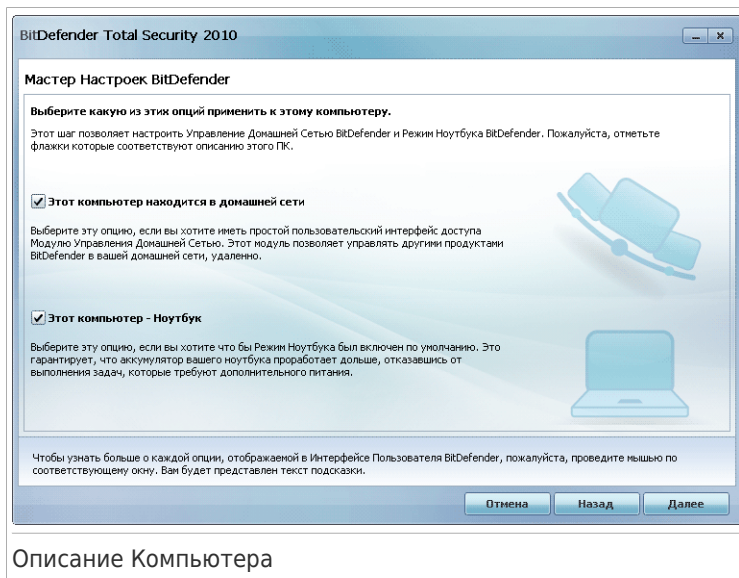 BitDefender Total Security 2010
Мастер Настроек BitDefender
Выберите какую из этих опций применить к этому компьютеру.
Этот шаг позволяет настроить Управление Домашней Сетью BitDefender и Режим Ноутбука BitDefender. Пожалуйста, отметьте
флажки которые соответствуют описанию этого ПК.
Этот компьютер находится в домашней сети
Выберите эту опцию, если вы хотите иметь простой пользовательский интерфейс доступа
Модулю Управления Домашней Сетью. Этот модуль позволяет управлять другими продуктами
BitDefender в вашей домашней сети, удаленно.
Этот компьютер - Ноутбук
Выберите эту опцию, если вы хотите что бы Режим Ноутбука был включен по умолчанию. Это
гарантирует, что аккумулятор вашего ноутбука проработает дольше, отказавшись от
выполнения задач, которые требуют дополнительного питания.
Чтобы узнать больше о каждой опции, отображаемой в Интерфейсе Пользователя BitDefender, пожалуйста, проведите мышью по
соответствующему окну. Вам будет представлен текст подсказки.
Отмена Назад Далее
Описание Компьютера